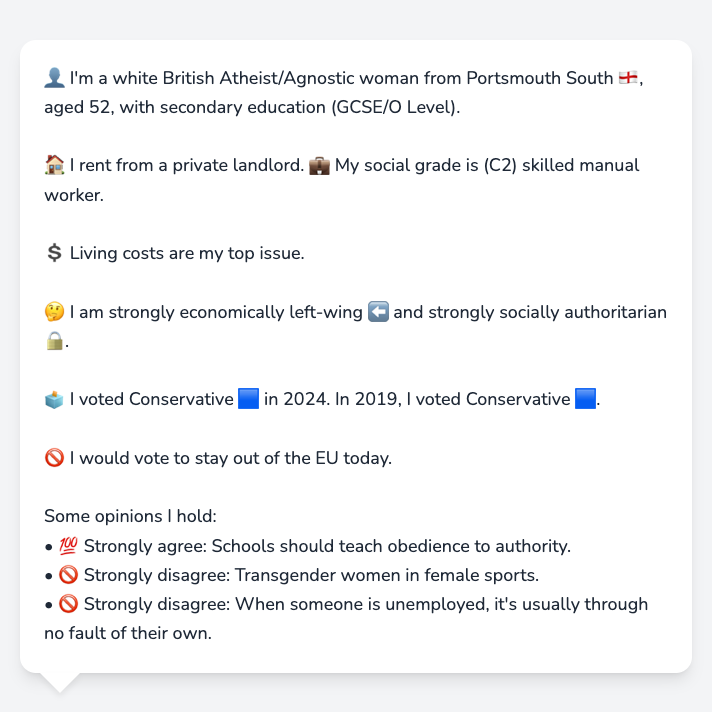 👤 I'm a white British Atheist/Agnostic woman from Portsmouth South 🏴󠁧󠁢󠁥󠁮󠁧󠁿,
aged 52, with secondary education (GCSE/O Level).
🏠 I rent from a private landlord. 💼 My social grade is (C2) skilled manual
worker.
💲 Living costs are my top issue.
🤔 I am strongly economically left-wing ⬅️ and strongly socially authoritarian
🔒.
🗳️ I voted Conservative 🟦 in 2024. In 2019, I voted Conservative 🟦.
🚫 I would vote to stay out of the EU today.
Some opinions I hold:
• 💯 Strongly agree: Schools should teach obedience to authority.
• 🚫 Strongly disagree: Transgender women in female sports.
• 🚫 Strongly disagree: When someone is unemployed, it's usually through
no fault of their own.